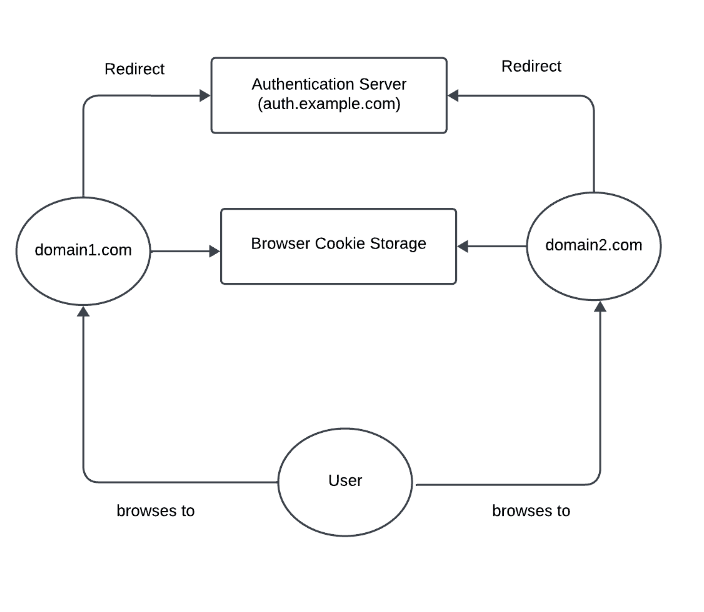 Redirect
Redirect
Authentication Server
(auth.example.com)
domain1.com
Browser Cookie Storage
domain2.com
User
browses to
browses to